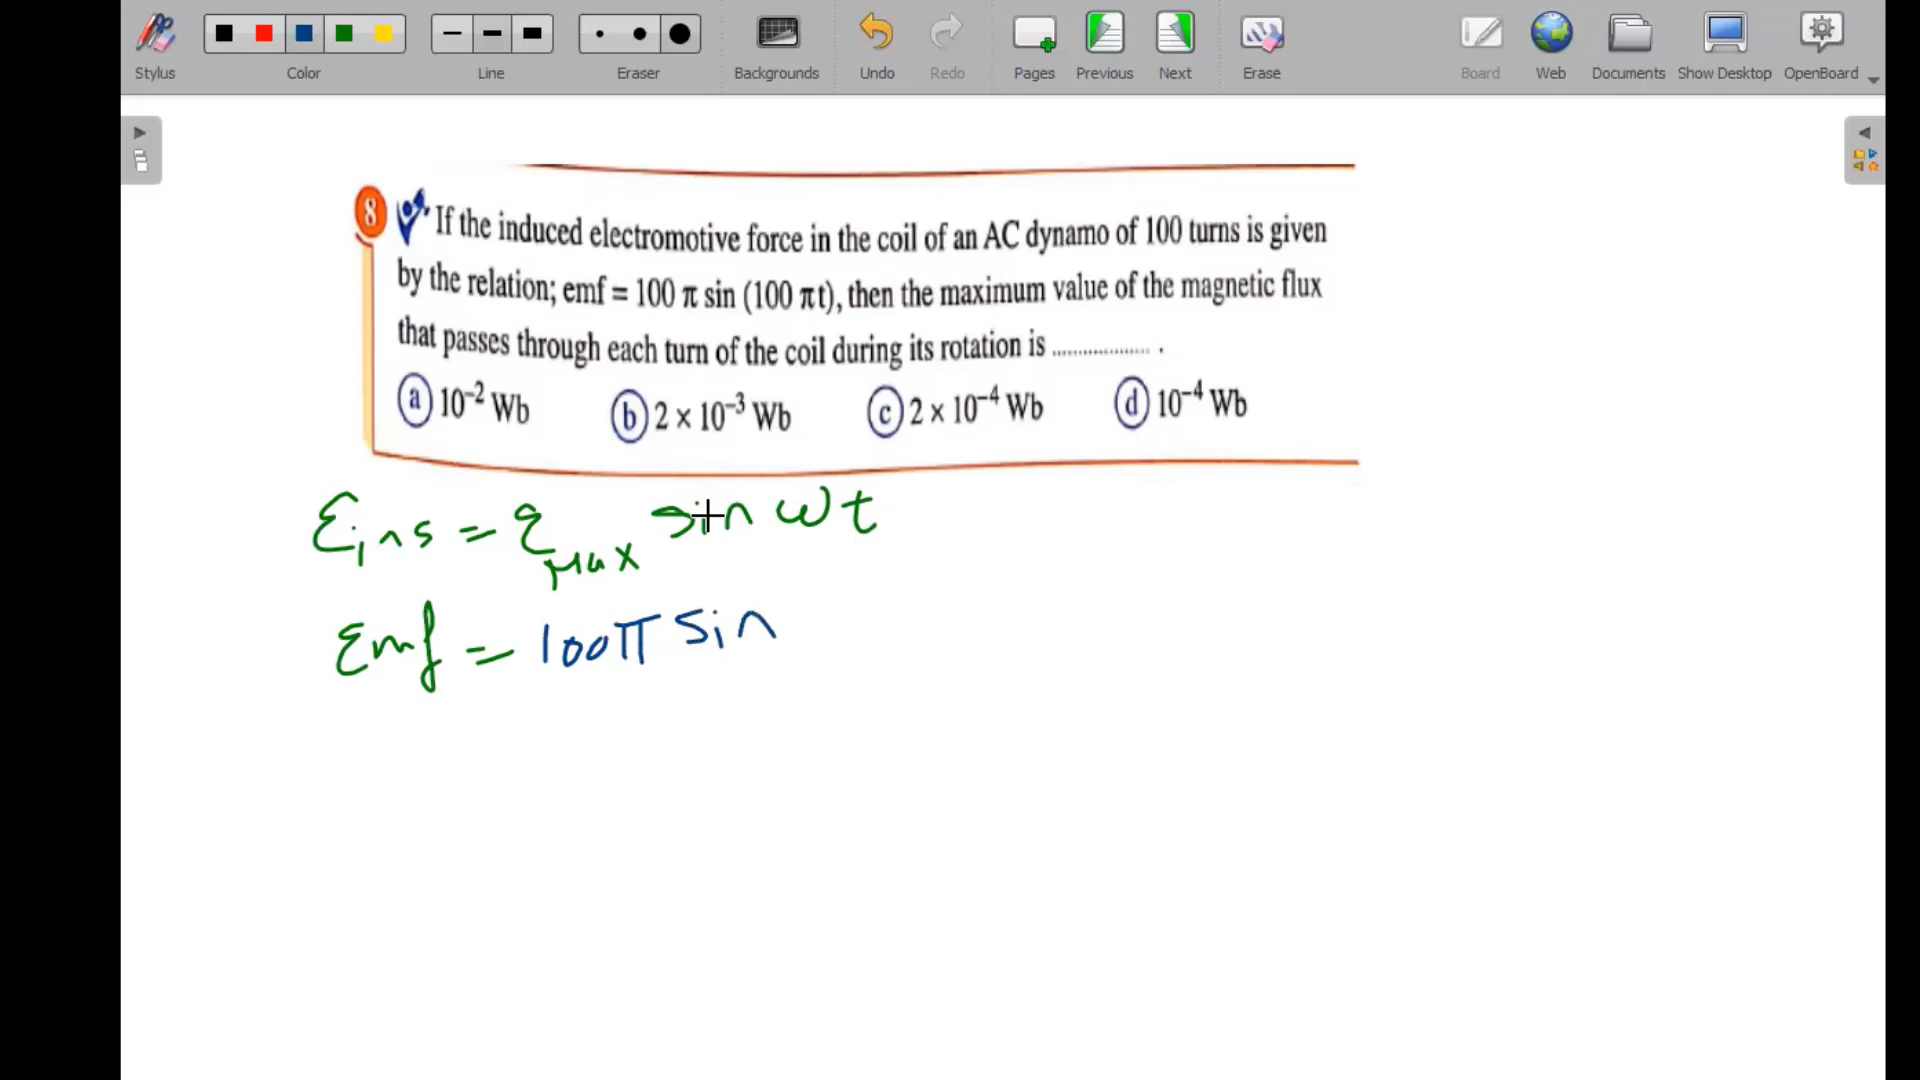 Stylus Color Line Eraser Backgrounds Undo Redo Pages Previous Next Erase Board Web Documents Show Desktop OpenBoard
8 If the induced electromotive force in the coil of an AC dynamo of 100 turns is given
by the relation; emf = 100 π sin (100 πt), then the maximum value of the magnetic flux
that passes through each turn of the coil during its rotation is .................. .
a 10⁻² Wb b 2 × 10⁻³ Wb c 2 × 10⁻⁴ Wb d 10⁻⁴ Wb
Ɛins = Ɛmax sin ωt
Ɛmf = 100π sin